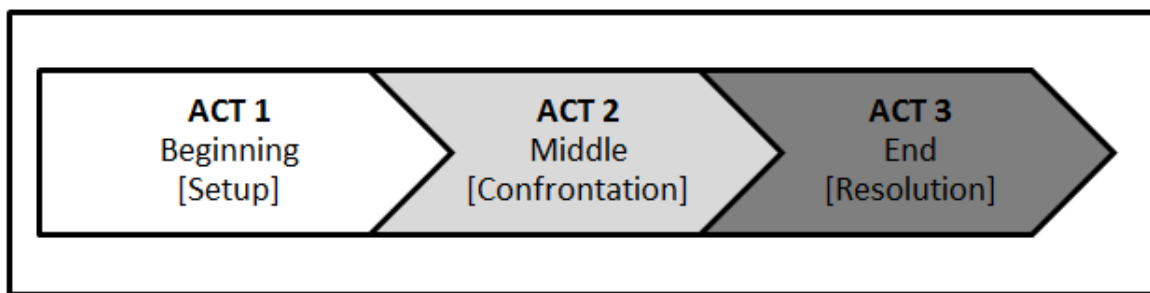 ACT 1
Beginning
[Setup]
ACT 2
Middle
[Confrontation]
ACT 3
End
[Resolution]